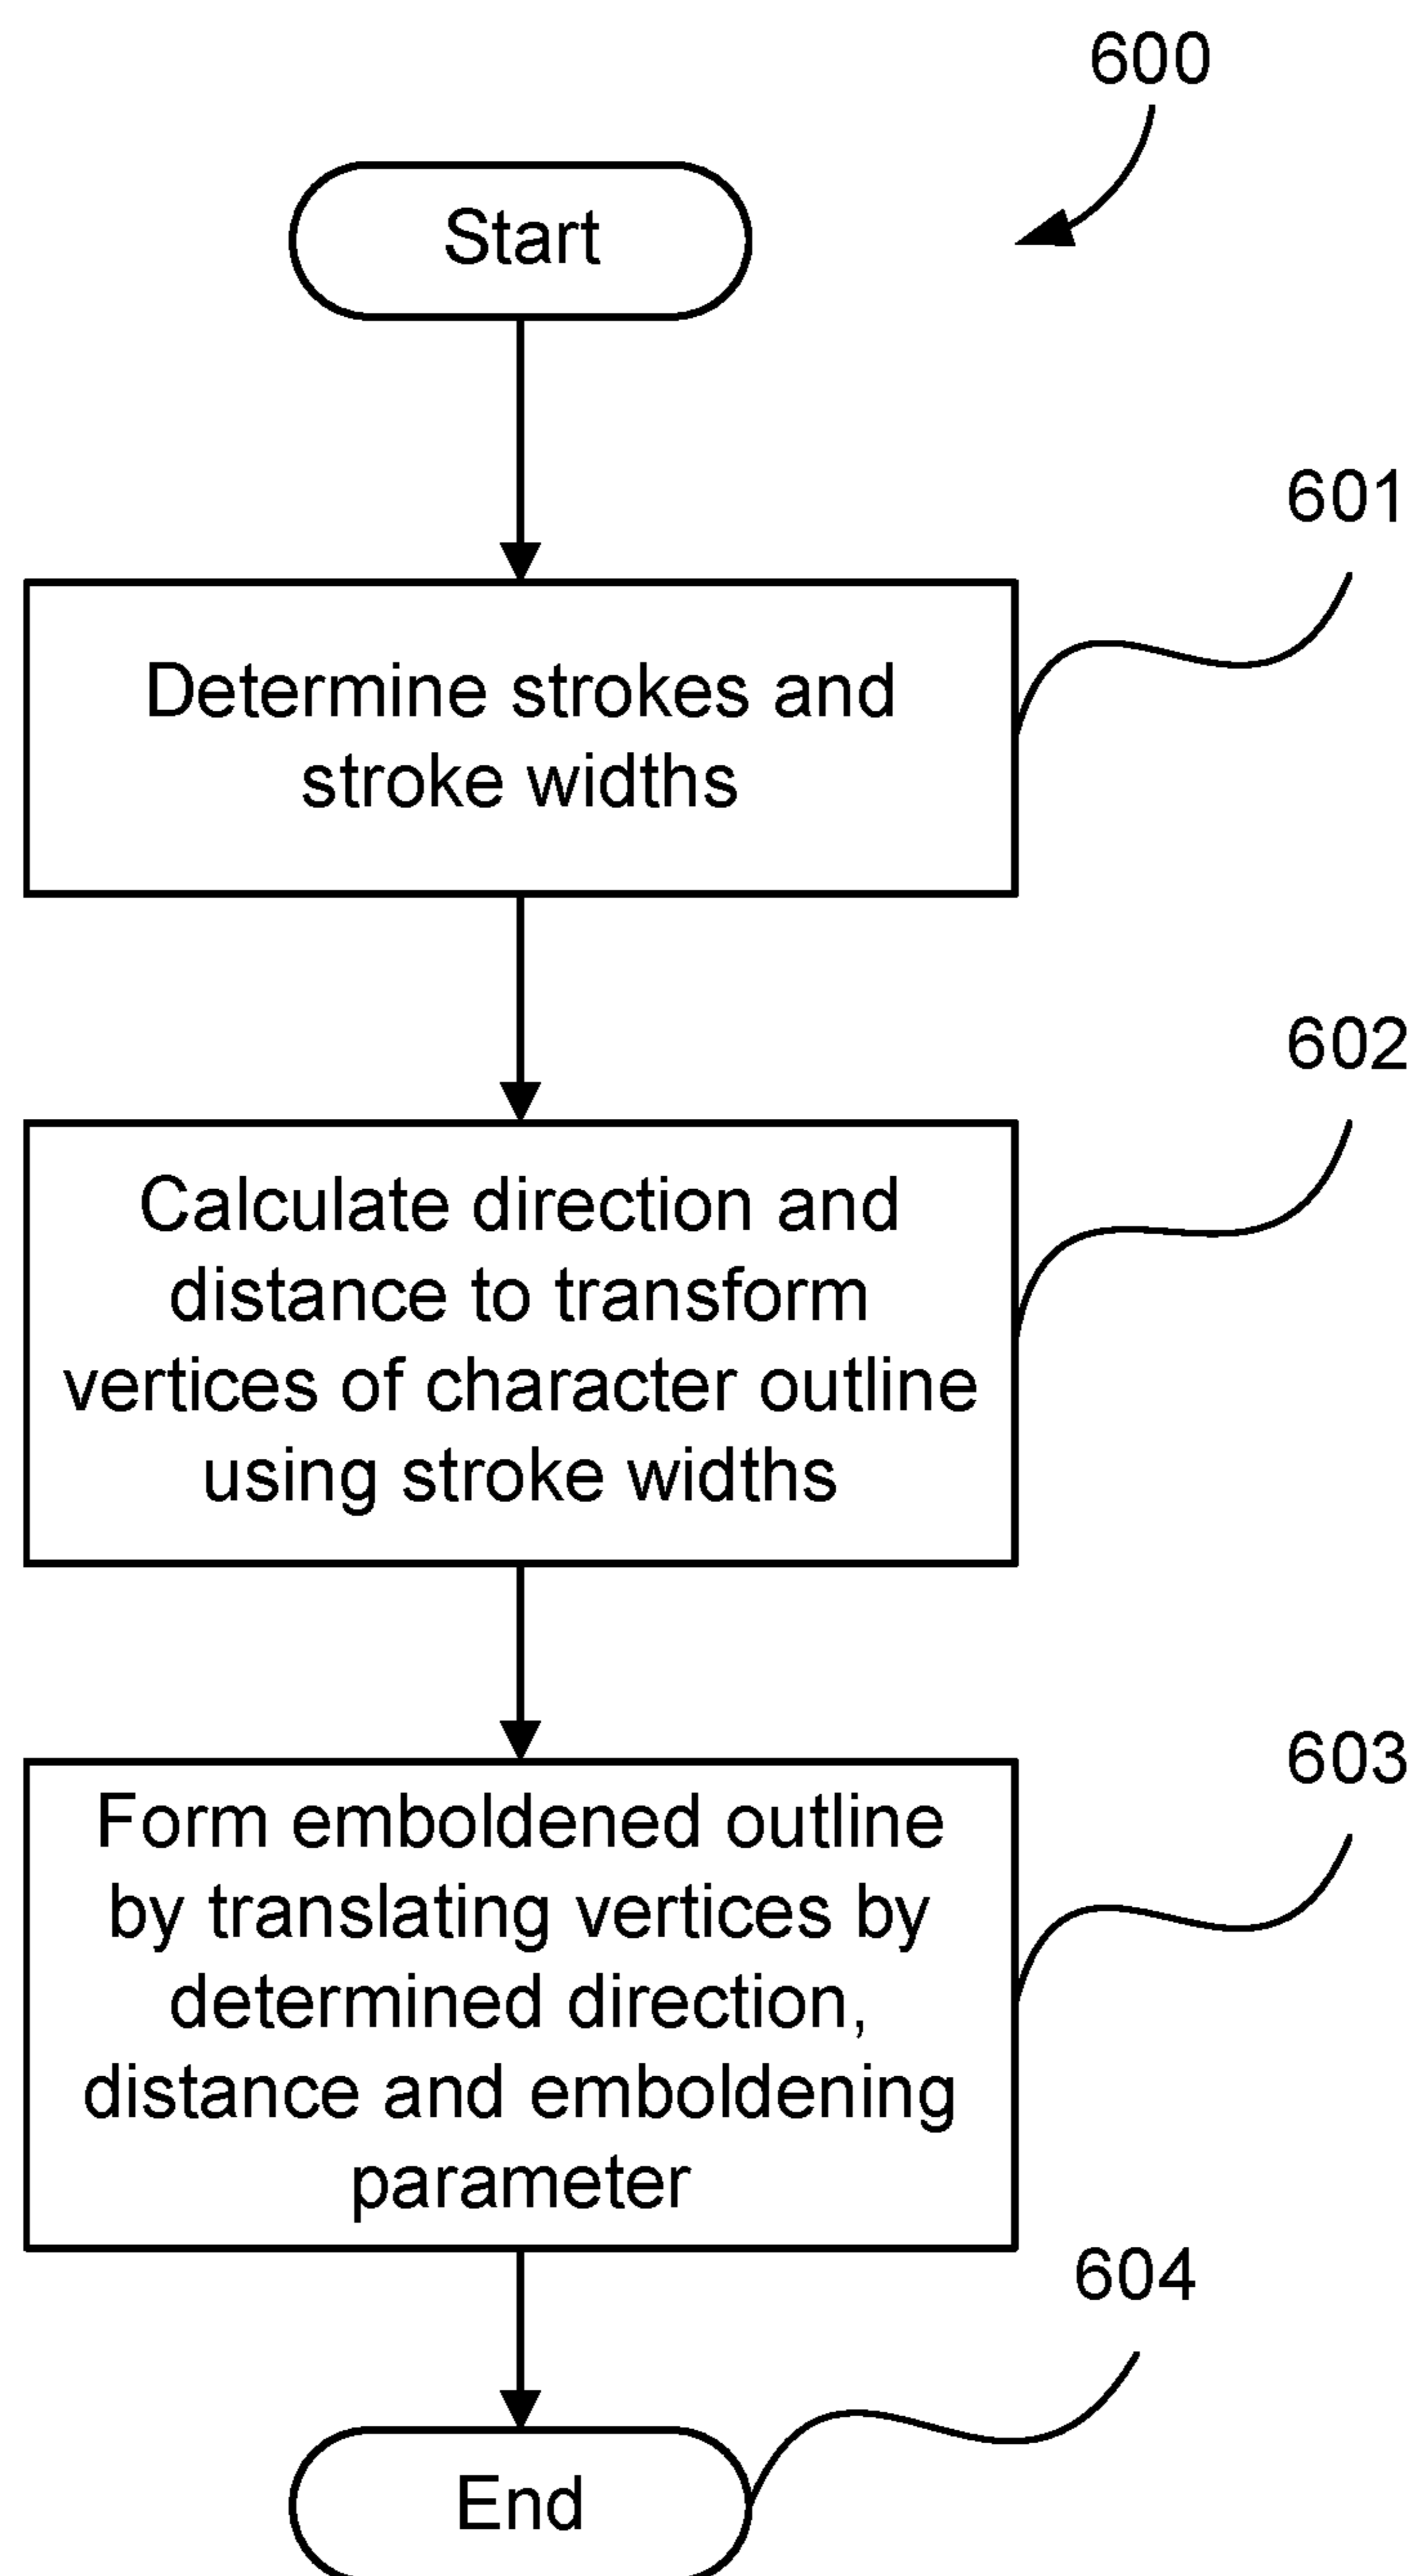 600
Start
601
Determine strokes and
stroke widths
602
Calculate direction and
distance to transform
vertices of character outline
using stroke widths
603
Form emboldened outline
by translating vertices by
determined direction,
distance and emboldening
parameter
604
End